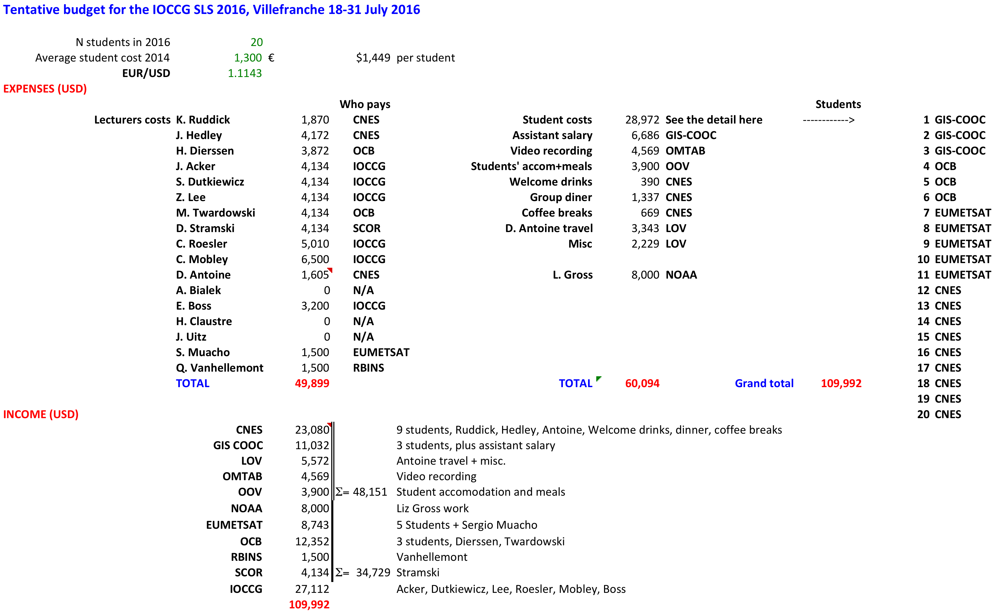 Tentative budget for the IOCCG SLS 2016, Villefranche 18-31 July 2016
N students in 2016 20
Average student cost 2014 1,300 € $1,449 per student
EUR/USD 1.1143
EXPENSES (USD)
Who pays Students
Lecturers costs K. Ruddick 1,870 CNES Student costs 28,972 See the detail here ------------> 1 GIS-COOC
J. Hedley 4,172 CNES Assistant salary 6,686 GIS-COOC 2 GIS-COOC
H. Dierssen 3,872 OCB Video recording 4,569 OMTAB 3 GIS-COOC
J. Acker 4,134 IOCCG Students' accom+meals 3,900 OOV 4 OCB
S. Dutkiewicz 4,134 IOCCG Welcome drinks 390 CNES 5 OCB
Z. Lee 4,134 IOCCG Group diner 1,337 CNES 6 OCB
M. Twardowski 4,134 OCB Coffee breaks 669 CNES 7 EUMETSAT
D. Stramski 4,134 SCOR D. Antoine travel 3,343 LOV 8 EUMETSAT
C. Roesler 5,010 IOCCG Misc 2,229 LOV 9 EUMETSAT
C. Mobley 6,500 IOCCG 10 EUMETSAT
D. Antoine 1,605 CNES L. Gross 8,000 NOAA 11 EUMETSAT
A. Bialek 0 N/A 12 CNES
E. Boss 3,200 IOCCG 13 CNES
H. Claustre 0 N/A 14 CNES
J. Uitz 0 N/A 15 CNES
S. Muacho 1,500 EUMETSAT 16 CNES
Q. Vanhellemont 1,500 RBINS 17 CNES
TOTAL 49,899 TOTAL 60,094 Grand total 109,992 18 CNES
19 CNES
INCOME (USD) 20 CNES
CNES 23,080 9 students, Ruddick, Hedley, Antoine, Welcome drinks, dinner, coffee breaks
GIS COOC 11,032 3 students, plus assistant salary
LOV 5,572 Antoine travel + misc.
OMTAB 4,569 Video recording
OOV 3,900 Σ= 48,151 Student accomodation and meals
NOAA 8,000 Liz Gross work
EUMETSAT 8,743 5 Students + Sergio Muacho
OCB 12,352 3 students, Dierssen, Twardowski
RBINS 1,500 Vanhellemont
SCOR 4,134 Σ= 34,729 Stramski
IOCCG 27,112 Acker, Dutkiewicz, Lee, Roesler, Mobley, Boss
109,992